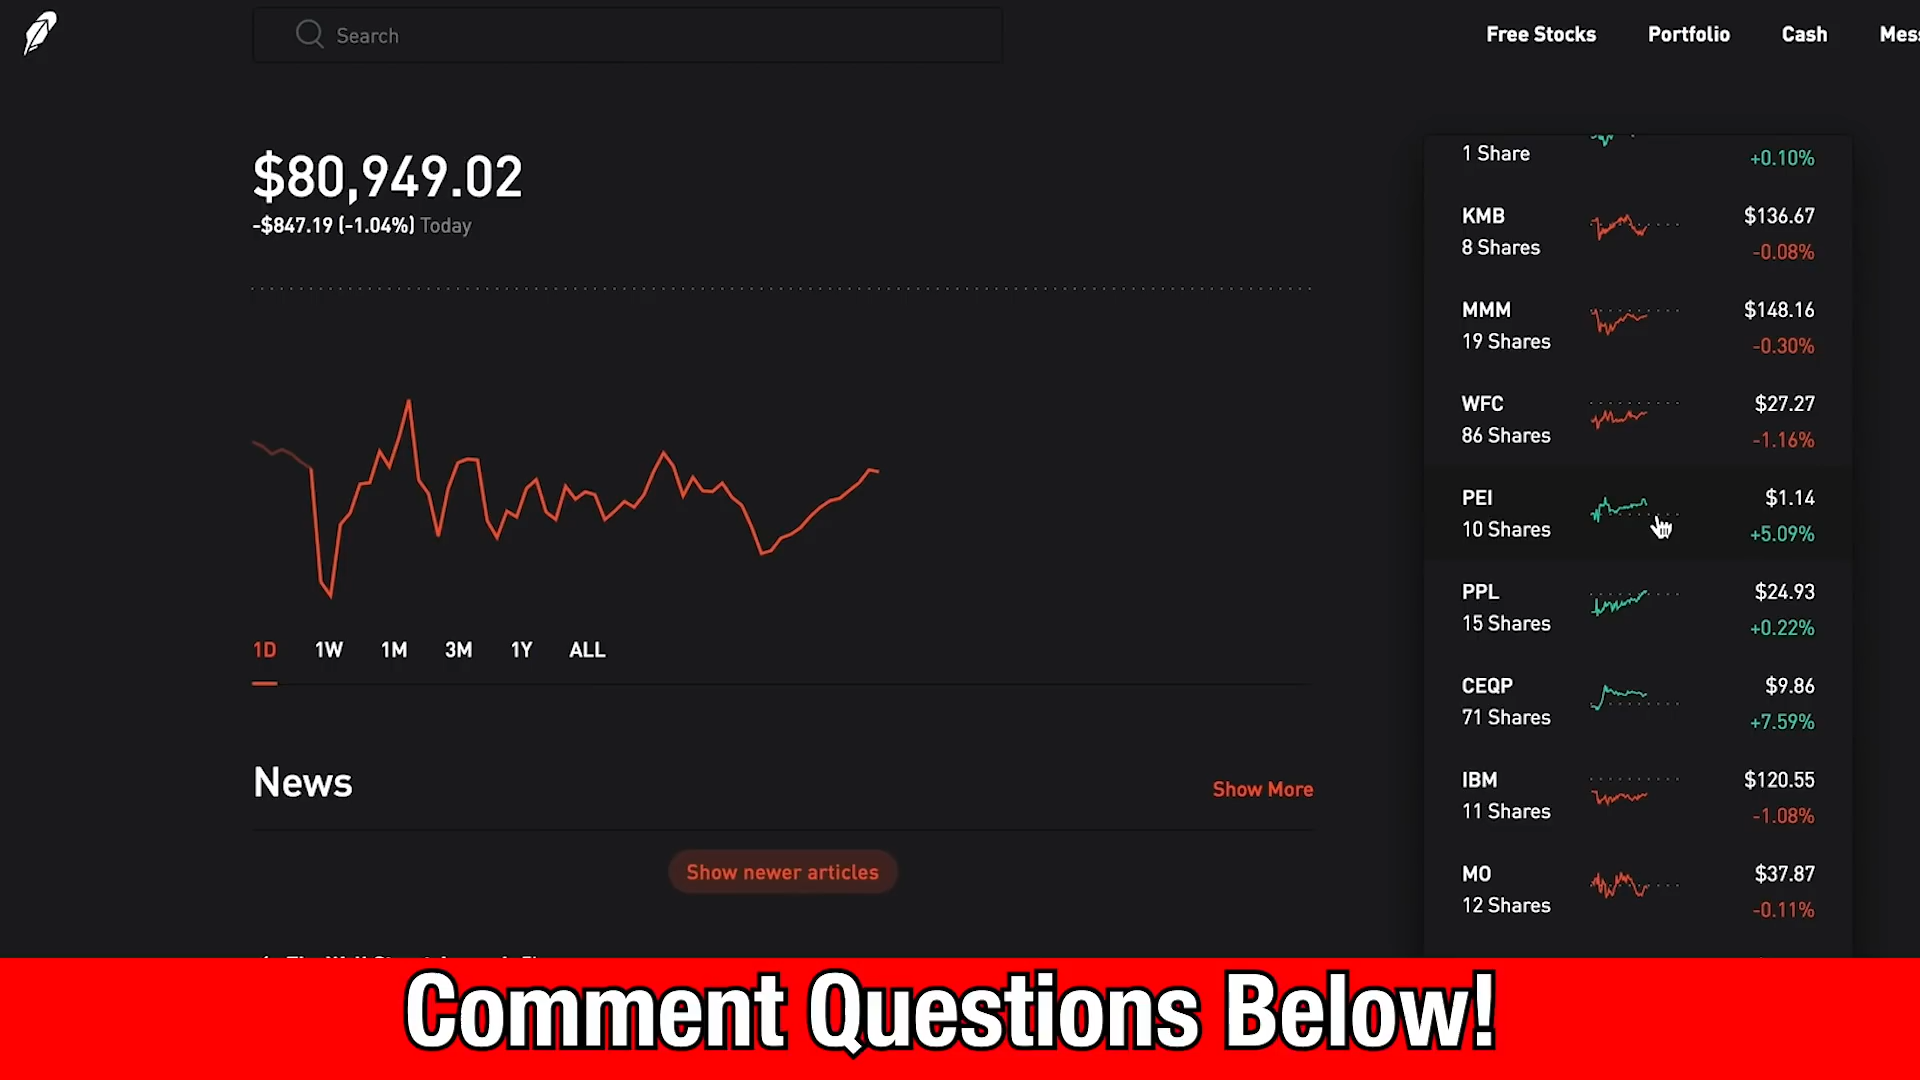 Search
Free Stocks
Portfolio
Cash
Mess
$80,949.02
-$847.19 (-1.04%) Today
1D
1W
1M
3M
1Y
ALL
News
Show More
Show newer articles
1 Share
+0.10%
KMB
$136.67
8 Shares
-0.08%
MMM
$148.16
19 Shares
-0.30%
WFC
$27.27
86 Shares
-1.16%
PEI
$1.14
10 Shares
+5.09%
PPL
$24.93
15 Shares
+0.22%
CEQP
$9.86
71 Shares
+7.59%
IBM
$120.55
11 Shares
-1.08%
MO
$37.87
12 Shares
-0.11%
Comment Questions Below!